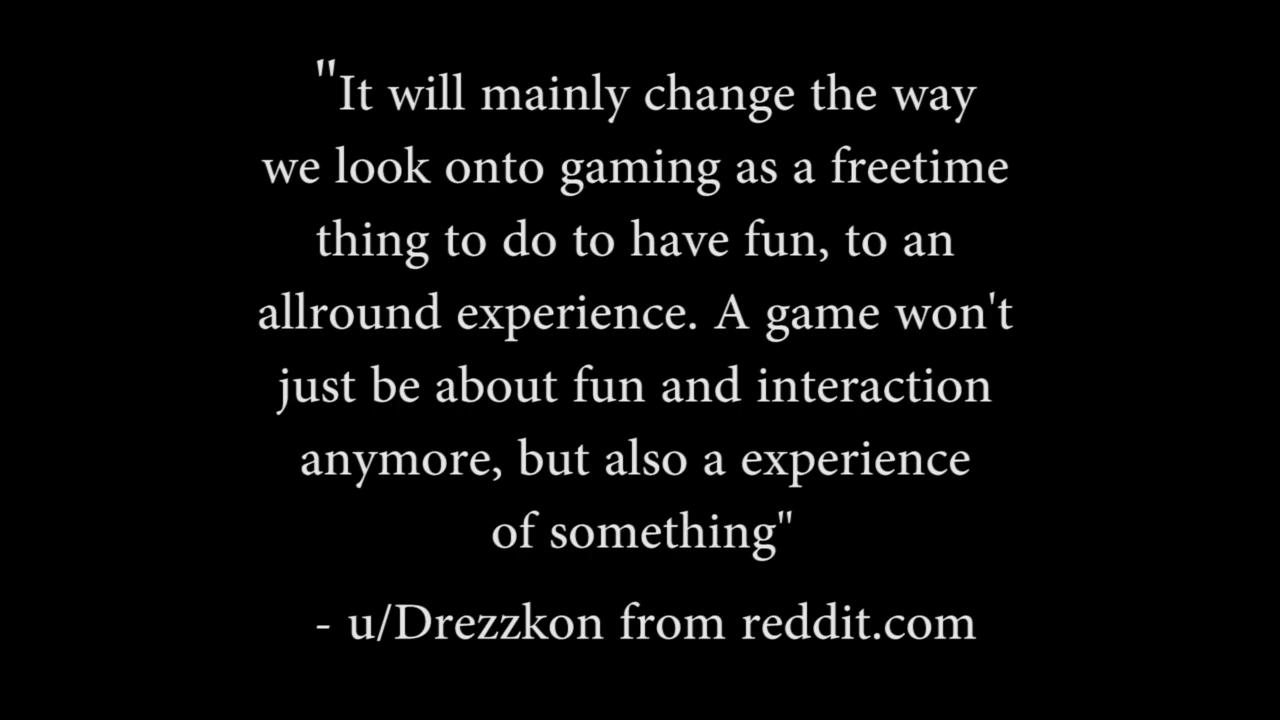 "It will mainly change the way
we look onto gaming as a freetime
thing to do to have fun, to an
allround experience. A game won't
just be about fun and interaction
anymore, but also a experience
of something"
- u/Drezzkon from reddit.com